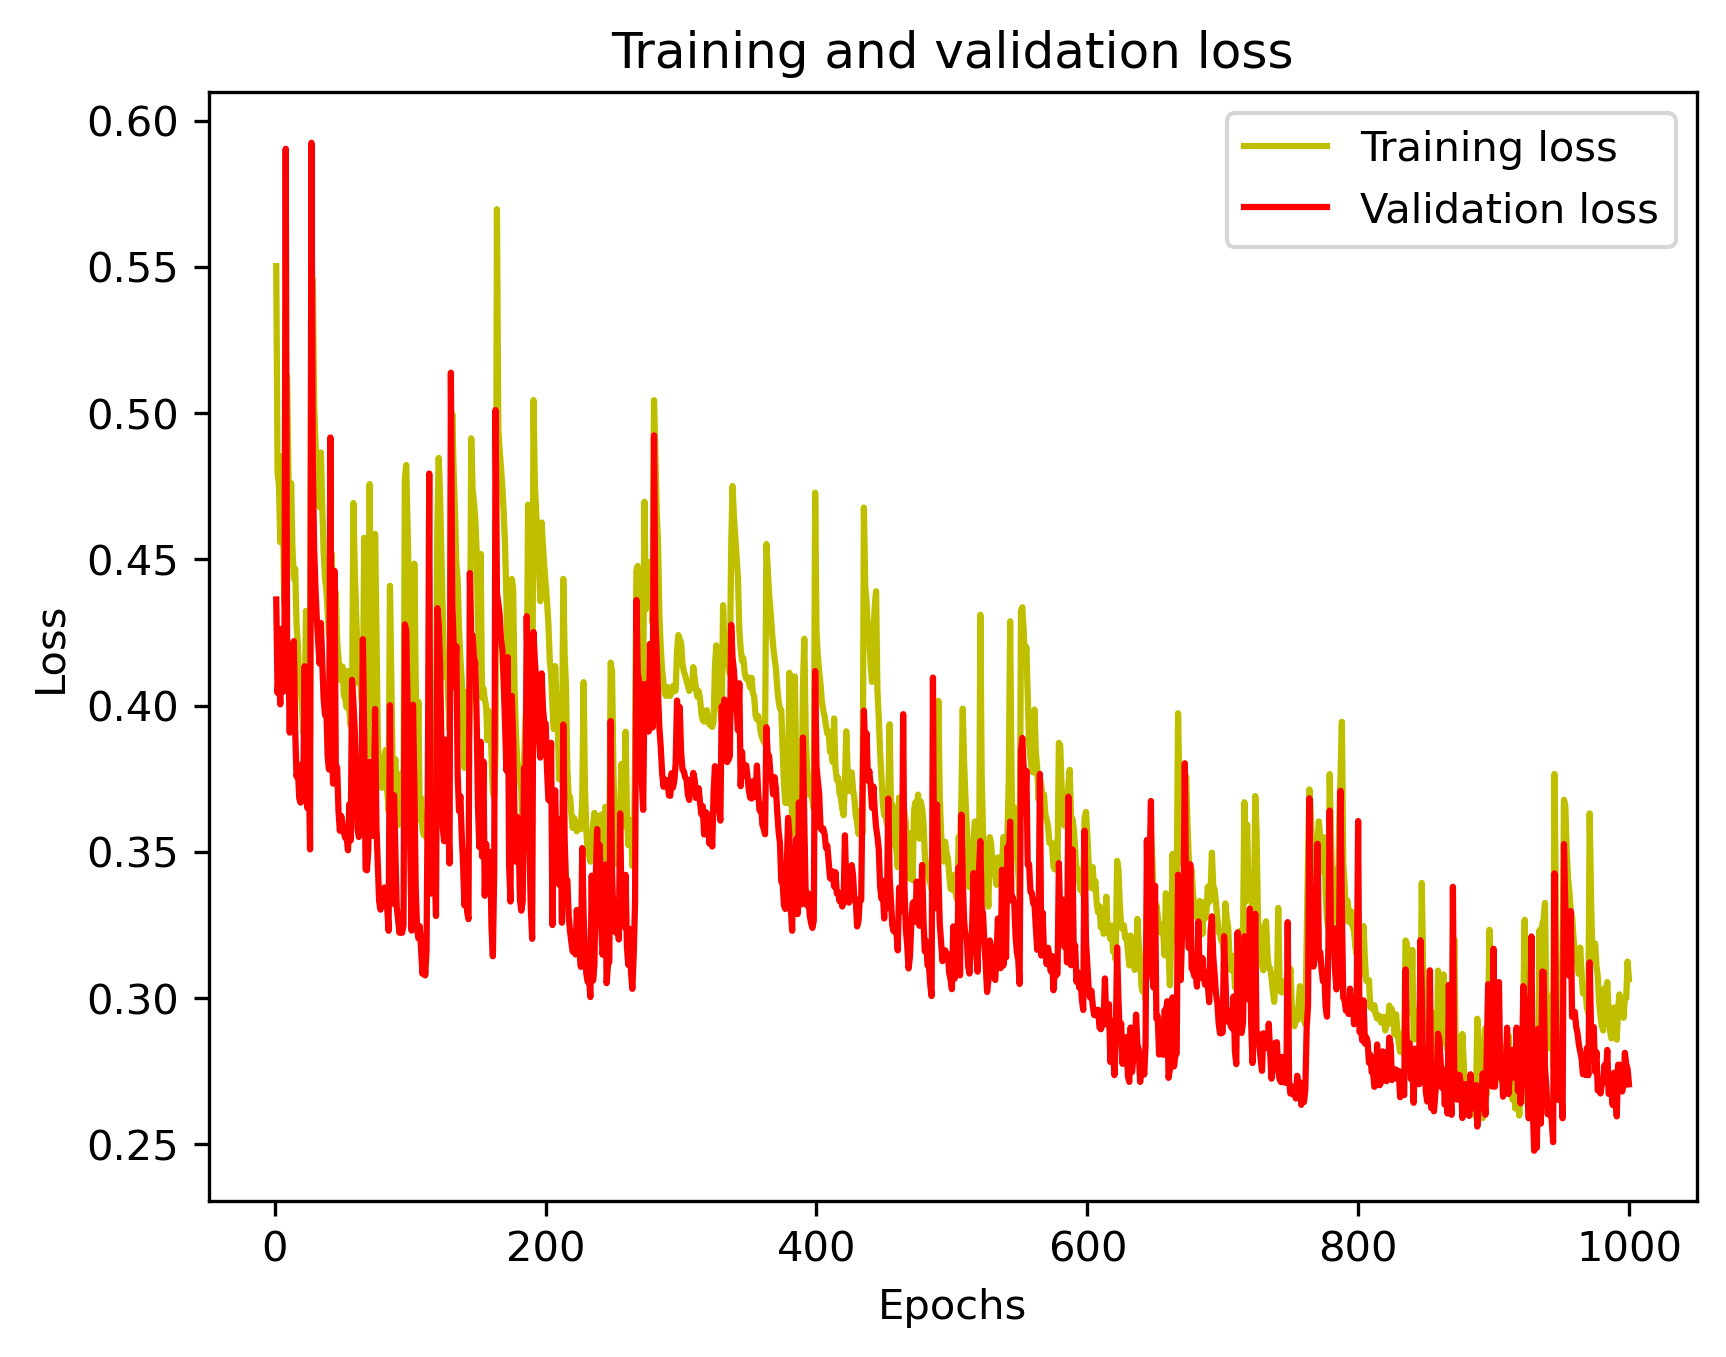 Training and validation loss
Training loss
Validation loss
0.60
0.55
0.50
0.45
0.40
0.35
0.30
0.25
Loss
0 200 400 600 800 1000
Epochs